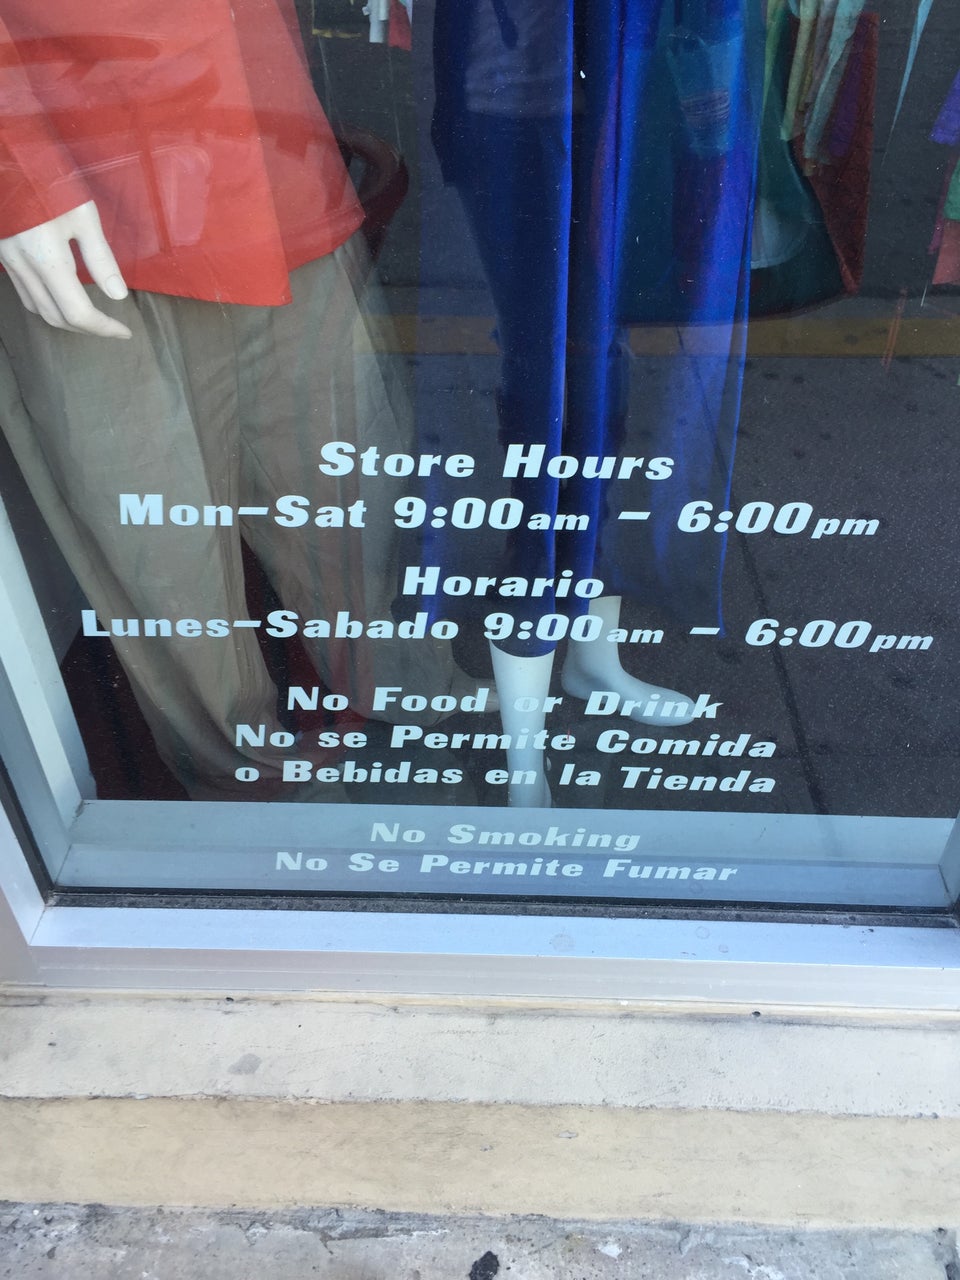 Store Hours
Mon-Sat 9:00am - 6:00pm
Horario
Lunes-Sabado 9:00am - 6:00pm
No Food or Drink
No se Permite Comida
o Bebidas en la Tienda
No Smoking
No Se Permite Fumar